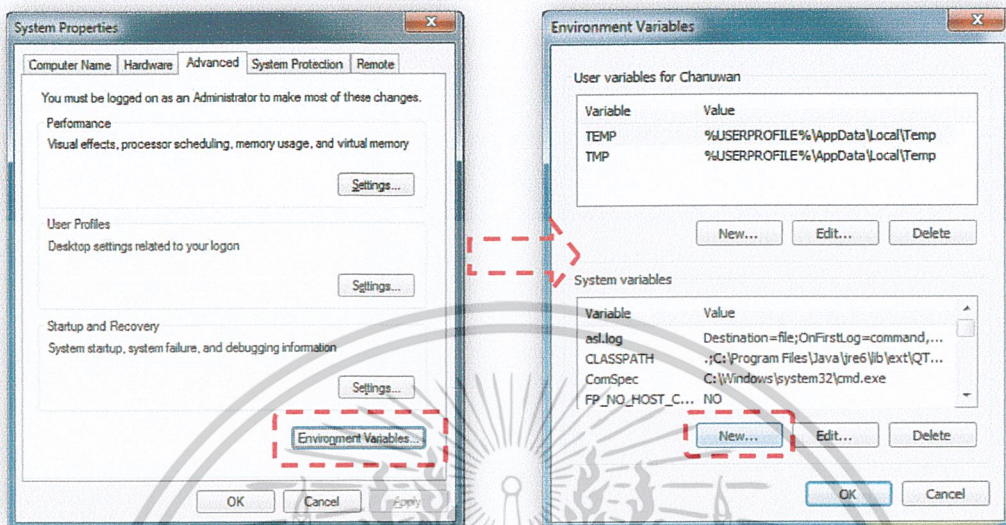 System Properties
Computer Name Hardware Advanced System Protection Remote
You must be logged on as an Administrator to make most of these changes.
Performance
Visual effects, processor scheduling, memory usage, and virtual memory
Settings...
User Profiles
Desktop settings related to your logon
Settings...
Startup and Recovery
System startup, system failure, and debugging information
Settings...
Environment Variables...
OK Cancel Apply
Environment Variables
User variables for Chanuwan
Variable Value
TEMP %USERPROFILE%\AppData\Local\Temp
TMP %USERPROFILE%\AppData\Local\Temp
New... Edit... Delete
System variables
Variable Value
asl.log Destination=file;OnFirstLog=command,...
CLASSPATH .;C:\Program Files\Java\jre6\lib\ext\QT...
ComSpec C:\Windows\system32\cmd.exe
FP_NO_HOST_C... NO
New... Edit... Delete
OK Cancel